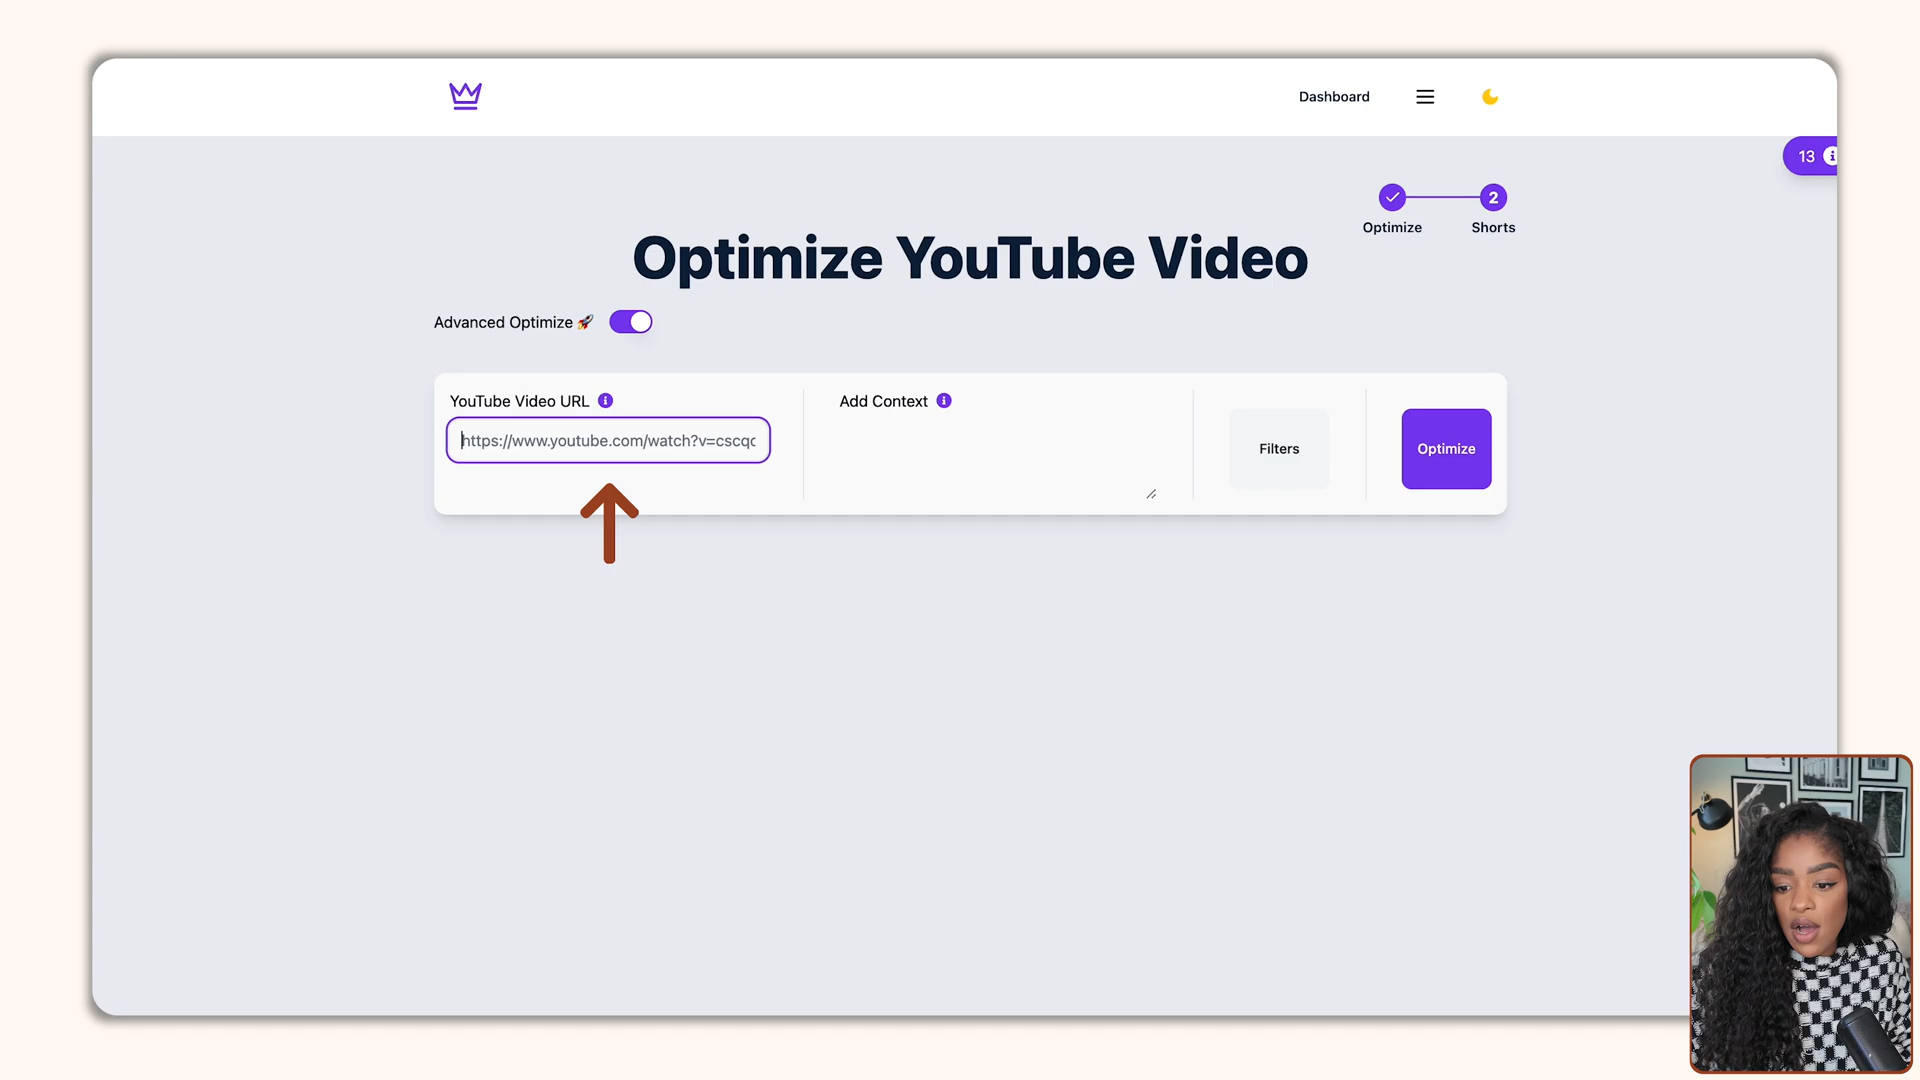 Dashboard
13
2
Optimize
Shorts
Optimize YouTube Video
Advanced Optimize 🚀
YouTube Video URL
Add Context
https://www.youtube.com/watch?v=cscqc
Filters
Optimize